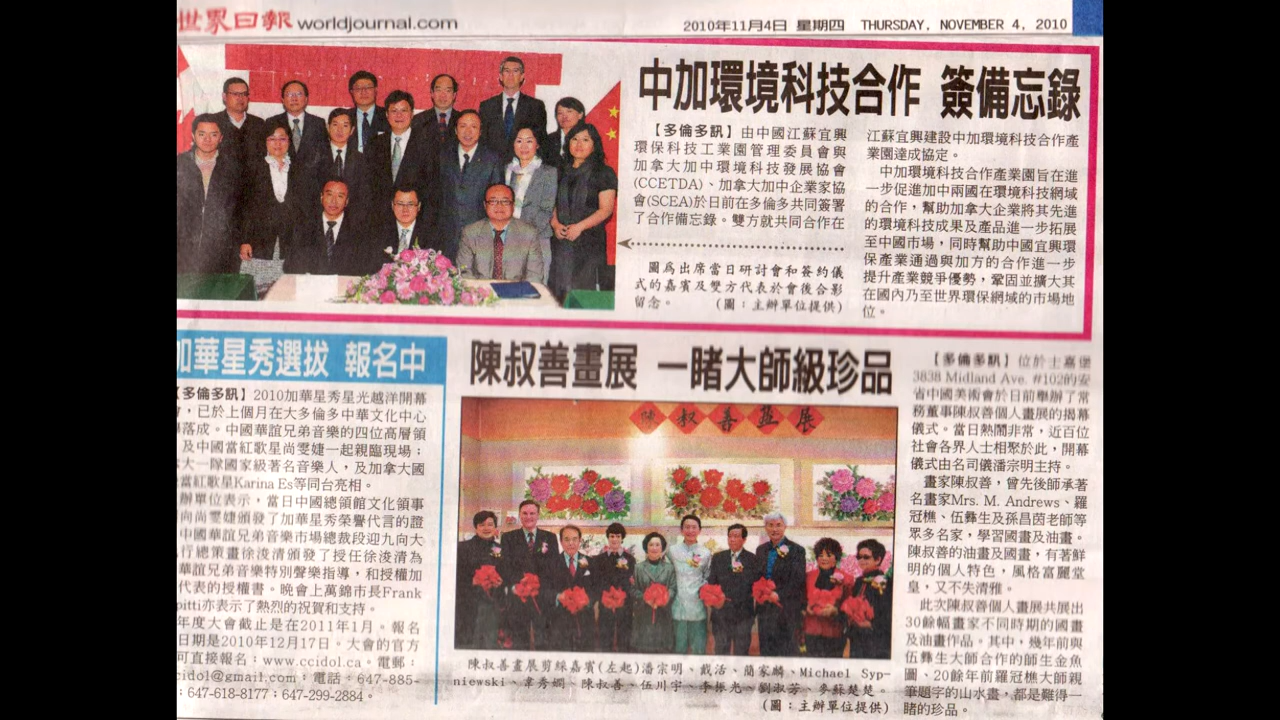 世界日報 worldjournal.com
2010年11月4日 星期四 THURSDAY, NOVEMBER 4, 2010
中加環境科技合作 簽備忘錄
【多倫多訊】由中國江蘇宜興
環保科技工業園管理委員會與
加拿大加中環境科技發展協會
(CCETDA)、加拿大加中企業家協
會(SCEA)於日前在多倫多共同簽署
了合作備忘錄。雙方就共同合作在
江蘇宜興建設中加環境科技合作產
業園達成協定。
中加環境科技合作產業園旨在進
一步促進加中兩國在環境科技網域
的合作，幫助加拿大企業將其先進
的環境科技成果及產品進一步拓展
至中國市場，同時幫助中國宜興環
保產業通過與加方的合作進一步
提升產業競爭優勢，鞏固並擴大其
在國內乃至世界環保網域的市場地
位。
圖為出席當日研討會和簽約儀
式的嘉賓及雙方代表於會後合影
留念。 (圖：主辦單位提供)
加華星秀選拔 報名中
【多倫多訊】2010加華星秀星光越洋開幕
，已於上個月在大多倫多中華文化中心
落成。中國華誼兄弟音樂的四位高層領
及中國當紅歌星尚雯婕一起親臨現場；
大一隊國家級著名音樂人，及加拿大國
當紅歌星Karina Es等同台亮相。
辦單位表示，當日中國總領館文化領事
向尚雯婕頒發了加華星秀榮譽代言的證
中國華誼兄弟音樂市場總裁段迎九向大
行總策畫徐浚清頒發了授任徐浚清為
華誼兄弟音樂特別聲樂指導，和授權加
代表的授權書。晚會上萬錦市長Frank
pitti亦表示了熱烈的祝賀和支持。
年度大會截止是在2011年1月。報名
日期是2010年12月17日。大會的官方
可直接報名：www.ccidol.ca。電郵：
cidol@gmail.com；電話：647-885-
；647-618-8177；647-299-2884。
陳叔善畫展 一睹大師級珍品
陳叔善畫展
陳叔善畫展剪綵嘉賓(左起)潘宗明、戴活、簡家麟、Michael Syp-
niewski、韋秀嫻、陳叔善、伍川宇、李振光、劉淑芳、麥蘇楚楚。
(圖：主辦單位提供)
【多倫多訊】位於士嘉堡
3838 Midland Ave. #102的安
省中國美術會於日前舉辦了常
務董事陳叔善個人畫展的揭幕
儀式。當日熱鬧非常，近百位
社會各界人士相聚於此，開幕
儀式由名司儀潘宗明主持。
畫家陳叔善，曾先後師承著
名畫家Mrs. M. Andrews、羅
冠樵、伍彝生及孫昌茵老師等
眾多名家，學習國畫及油畫。
陳叔善的油畫及國畫，有著鮮
明的個人特色，風格富麗堂
皇，又不失清雅。
此次陳叔善個人畫展共展出
30餘幅畫家不同時期的國畫
及油畫作品。其中，幾年前與
伍彝生大師合作的師生金魚
圖、20餘年前羅冠樵大師親
筆題字的山水畫，都是難得一
睹的珍品。